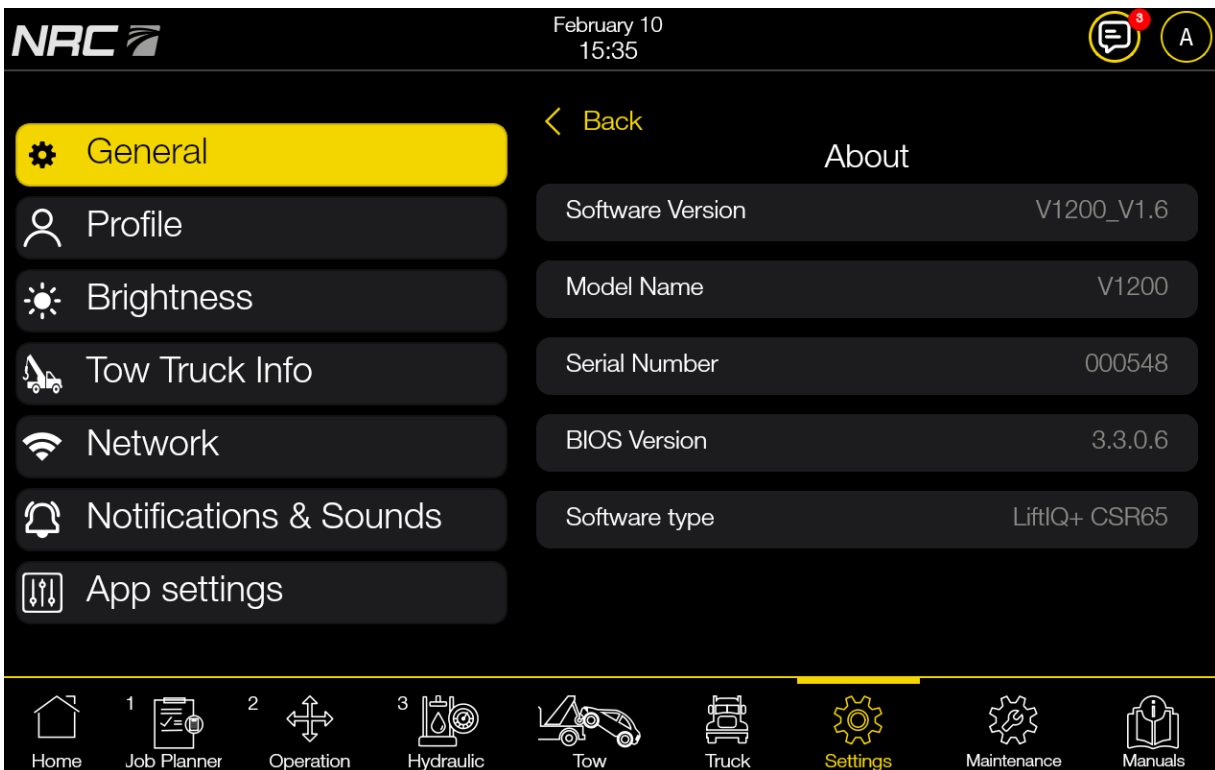 NRC
February 10
15:35
3
A
General
Profile
Brightness
Tow Truck Info
Network
Notifications & Sounds
App settings
Back
About
Software Version V1200_V1.6
Model Name V1200
Serial Number 000548
BIOS Version 3.3.0.6
Software type LiftIQ+ CSR65
1 2 3
Home Job Planner Operation Hydraulic Tow Truck Settings Maintenance Manuals